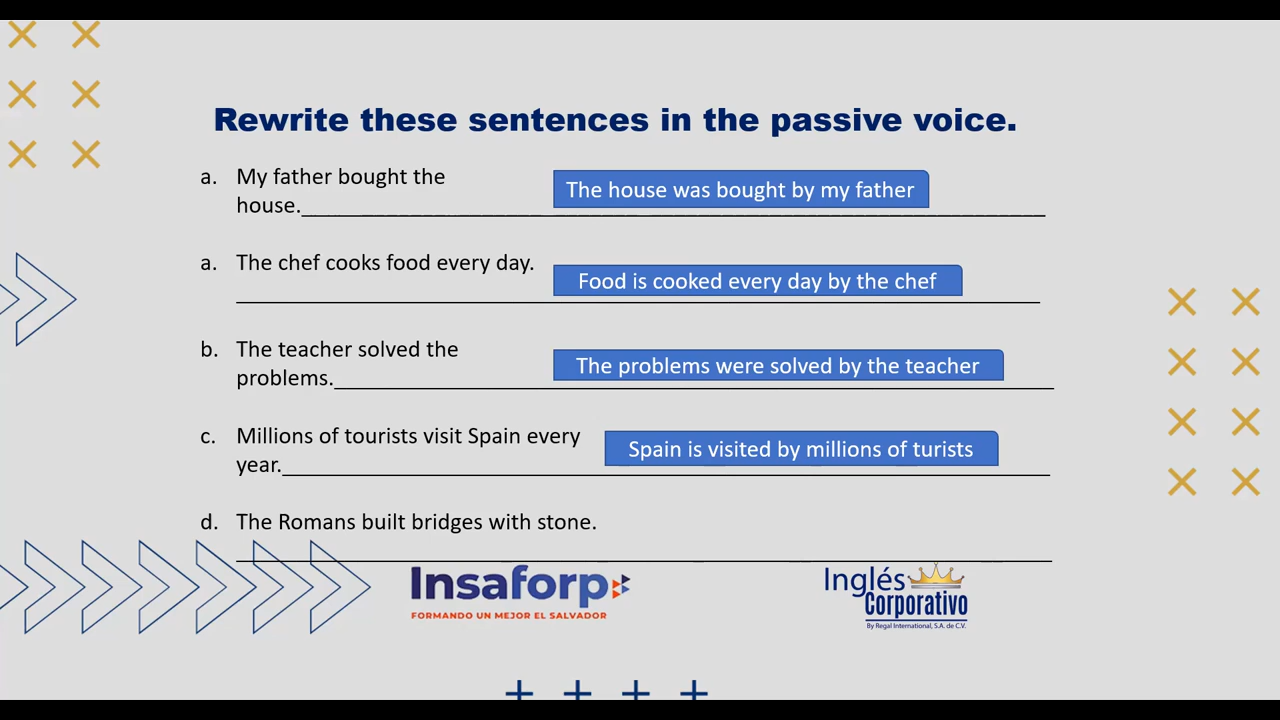 Rewrite these sentences in the passive voice.
a. My father bought the
house.
The house was bought by my father
a. The chef cooks food every day.
Food is cooked every day by the chef
b. The teacher solved the
problems.
The problems were solved by the teacher
c. Millions of tourists visit Spain every
year.
Spain is visited by millions of turists
d. The Romans built bridges with stone.
Insaforp
FORMANDO UN MEJOR EL SALVADOR
Inglés
Corporativo
By Regal International, S.A. de C.V.